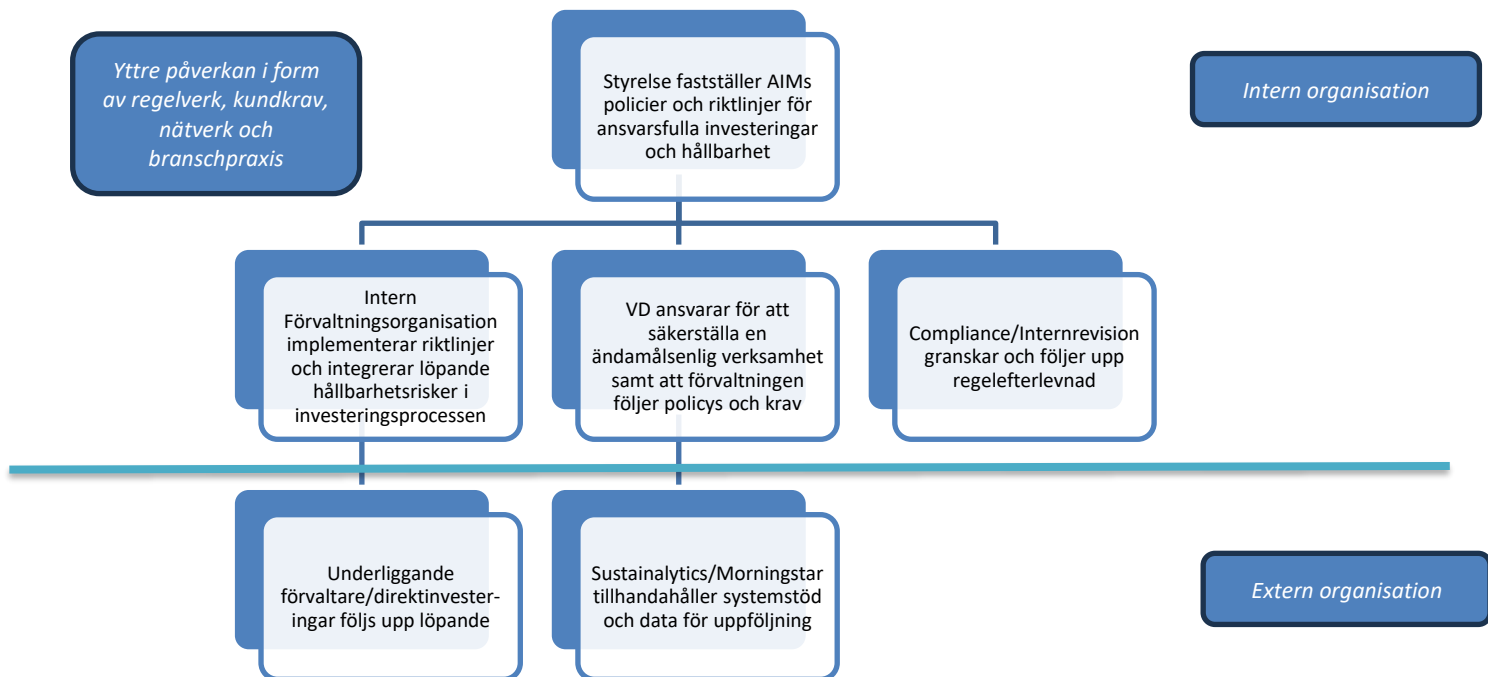 Yttre påverkan i form
av regelverk, kundkrav,
nätverk och
branschpraxis
Styrelse fastställer AIMs
policier och riktlinjer för
ansvarsfulla investeringar
och hållbarhet
Intern organisation
Intern
Förvaltningsorganisation
implementerar riktlinjer
och integrerar löpande
hållbarhetsrisker i
investeringsprocessen
VD ansvarar för att
säkerställa en
ändamålsenlig verksamhet
samt att förvaltningen
följer policys och krav
Compliance/Internrevision
granskar och följer upp
regelefterlevnad
Underliggande
förvaltare/direktinvester-
ingar följs upp löpande
Sustainalytics/Morningstar
tillhandahåller systemstöd
och data för uppföljning
Extern organisation